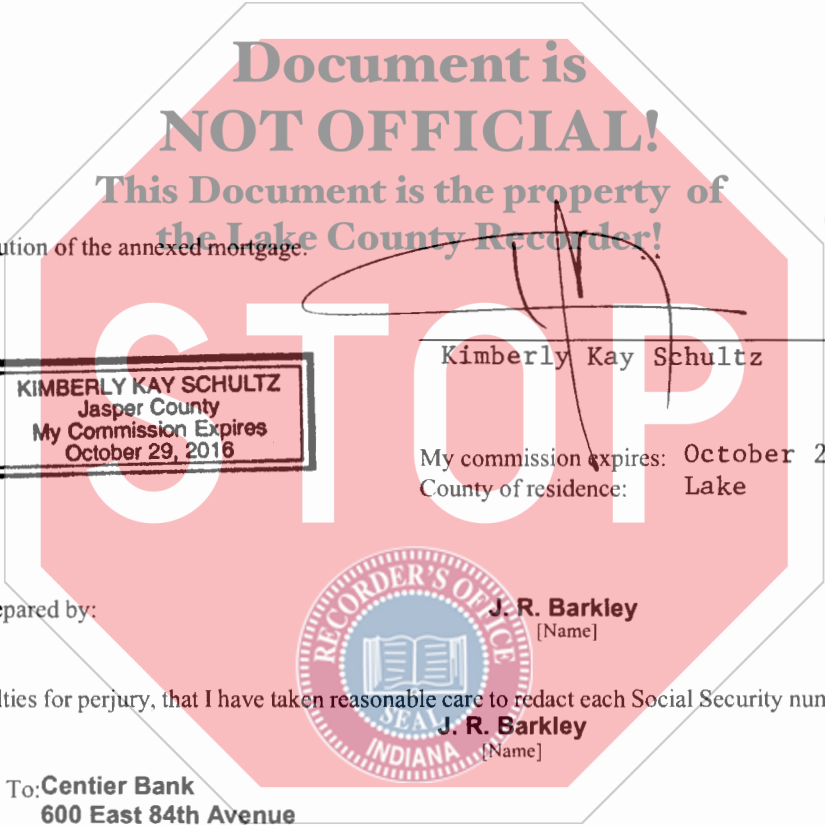 Document is
NOT OFFICIAL!
This Document is the property of
the Lake County Recorder!
ution of the annexed mortgage.
STOP
Kimberly Kay Schultz
KIMBERLY KAY SCHULTZ
Jasper County
My Commission Expires
October 29, 2016
My commission expires: October 2
County of residence: Lake
RECORDER'S OFFICE
SEAL
INDIANA
epared by:
J. R. Barkley
[Name]
lties for perjury, that I have taken reasonable care to redact each Social Security num
J. R. Barkley
[Name]
To: Centier Bank
600 East 84th Avenue